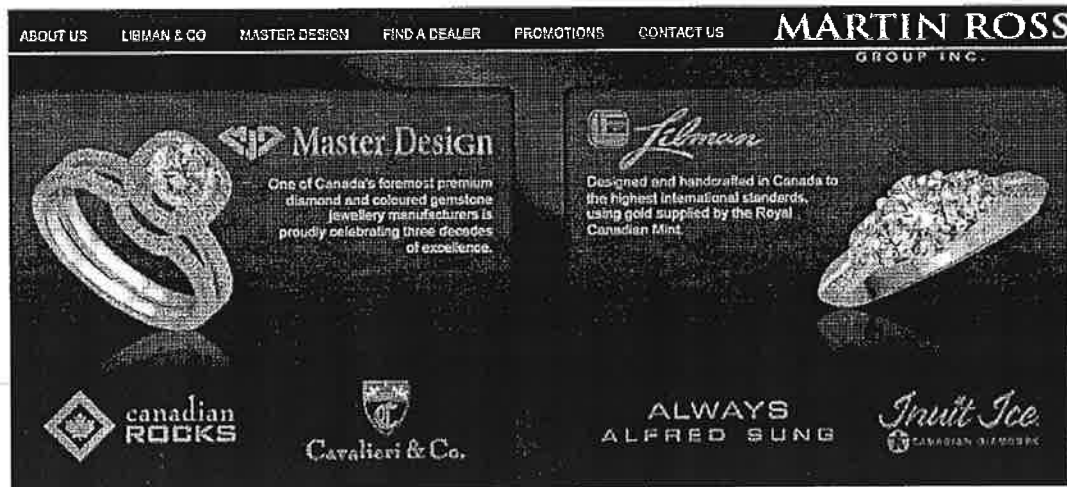 ABOUT US LIBMAN & CO MASTER DESIGN FIND A DEALER PROMOTIONS CONTACT US
MARTIN ROSS
GROUP INC.
Master Design
One of Canada's foremost premium
diamond and coloured gemstone
jewellery manufacturers is
proudly celebrating three decades
of excellence.
Libman
Designed and handcrafted in Canada to
the highest international standards,
using gold supplied by the Royal
Canadian Mint.
canadian
ROCKS
Cavalieri & Co.
ALWAYS
ALFRED SUNG
Inuit Ice
CANADIAN DIAMONDS